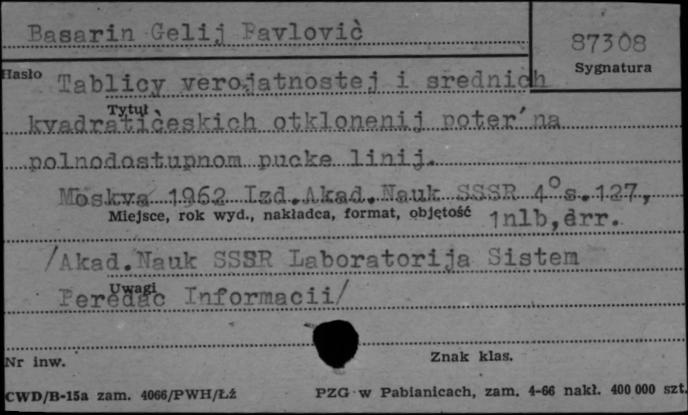 Basarin Gelij Pavlovič
87308
Sygnatura
Hasło
Tablicy verojatnostej i srednich
Tytuł
kvadratičeskich otklonenij poter' na
polnodostupnom pučke linij.
Moskva 1962 Izd.Akad.Nauk SSSR 4° s.127,
Miejsce, rok wyd., nakładca, format, objętość
1nlb, err.
/Akad.Nauk SSSR Laboratorija Sistem
Uwagi
Peredač Informacii/
Nr inw.
Znak klas.
CWD/B-15a zam. 4066/PWH/Łź
PZG w Pabianicach, zam. 4-66 nakł. 400 000 szt.